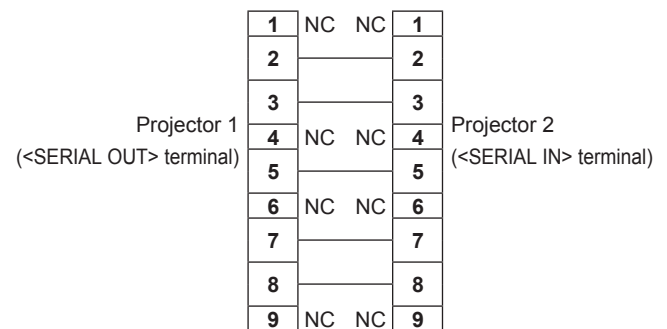 1 NC NC 1
2 2
3 3
Projector 1
(<SERIAL OUT> terminal)
4 NC NC 4
Projector 2
(<SERIAL IN> terminal)
5 5
6 NC NC 6
7 7
8 8
9 NC NC 9